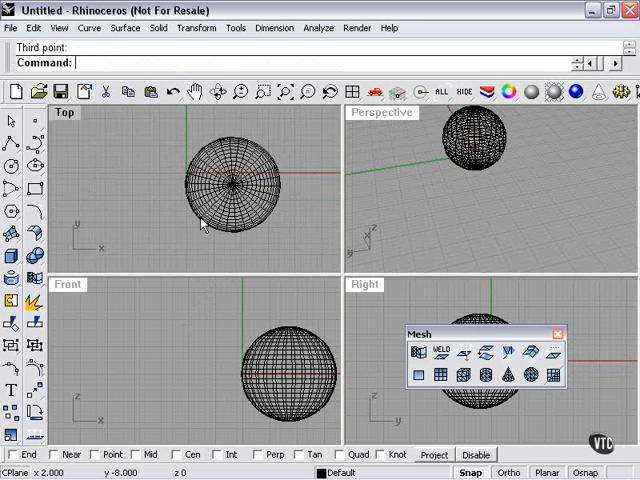 Untitled - Rhinoceros (Not For Resale)
File Edit View Curve Surface Solid Transform Tools Dimension Analyze Render Help
Third point:
Command:
ALL HIDE
Top
Perspective
y
x
z
x
y
Front
Right
Mesh
WELD
T
z
x
z
y
VTC
End Near Point Mid Cen Int Perp Tan Quad Knot Project Disable
CPlane x 2.000 y -8.000 z 0 Default Snap Ortho Planar Osnap